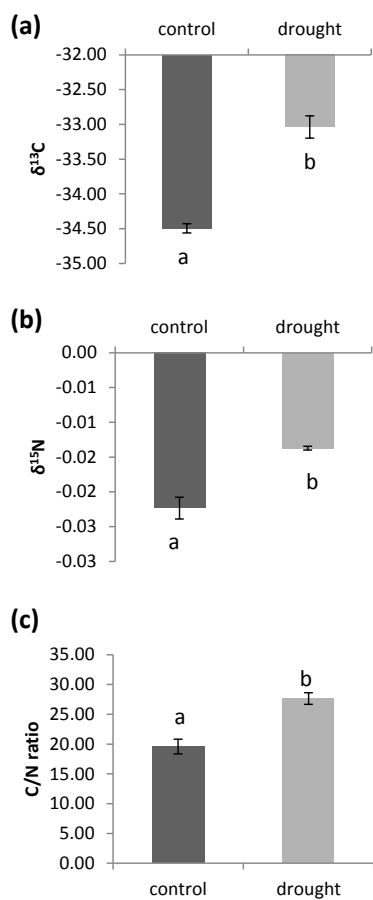 (a)
control drought
-32.00
-32.50
-33.00
-33.50
-34.00
-34.50
-35.00
δ¹³C
a
b
(b)
control drought
0.00
-0.01
-0.01
-0.02
-0.02
-0.03
-0.03
δ¹⁵N
a
b
(c)
35.00
30.00
25.00
20.00
15.00
10.00
5.00
0.00
C/N ratio
a
b
control drought